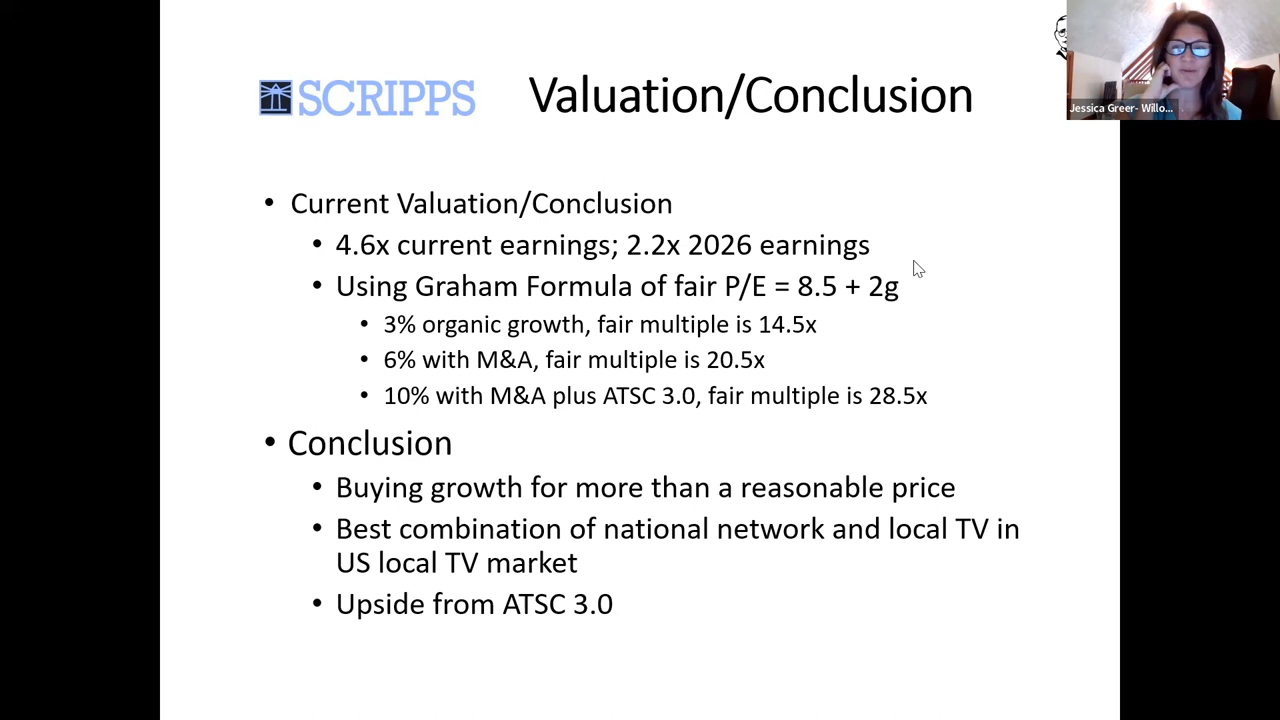 SCRIPPS
Valuation/Conclusion
Jessica Greer- Willo...
• Current Valuation/Conclusion
• 4.6x current earnings; 2.2x 2026 earnings
• Using Graham Formula of fair P/E = 8.5 + 2g
• 3% organic growth, fair multiple is 14.5x
• 6% with M&A, fair multiple is 20.5x
• 10% with M&A plus ATSC 3.0, fair multiple is 28.5x
• Conclusion
• Buying growth for more than a reasonable price
• Best combination of national network and local TV in
US local TV market
• Upside from ATSC 3.0